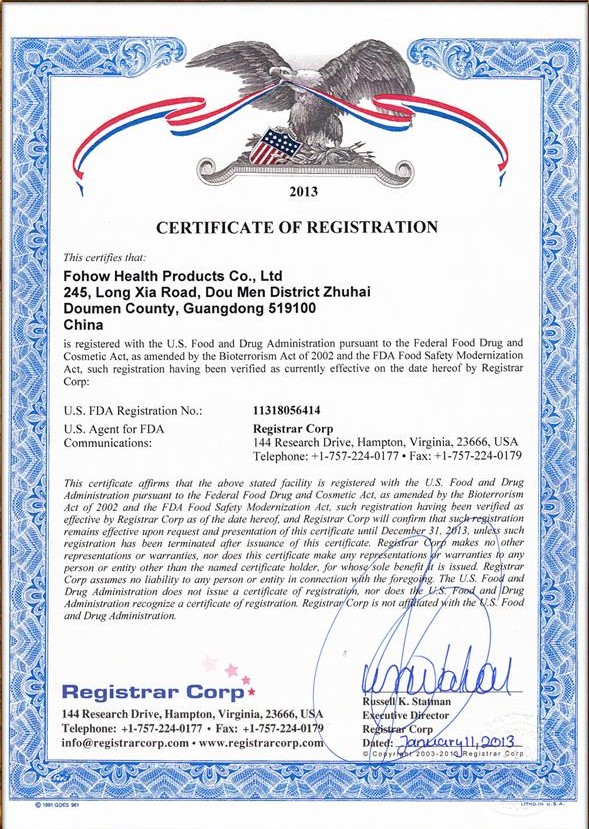 2013
CERTIFICATE OF REGISTRATION
This certifies that:
Fohow Health Products Co., Ltd
245, Long Xia Road, Dou Men District Zhuhai
Doumen County, Guangdong 519100
China
is registered with the U.S. Food and Drug Administration pursuant to the Federal Food Drug and
Cosmetic Act, as amended by the Bioterrorism Act of 2002 and the FDA Food Safety Modernization
Act, such registration having been verified as currently effective on the date hereof by Registrar
Corp:
U.S. FDA Registration No.: 11318056414
U.S. Agent for FDA Registrar Corp
Communications: 144 Research Drive, Hampton, Virginia, 23666, USA
Telephone: +1-757-224-0177 • Fax: +1-757-224-0179
This certificate affirms that the above stated facility is registered with the U.S. Food and Drug
Administration pursuant to the Federal Food Drug and Cosmetic Act, as amended by the Bioterrorism
Act of 2002 and the FDA Food Safety Modernization Act, such registration having been verified as
effective by Registrar Corp as of the date hereof, and Registrar Corp will confirm that such registration
remains effective upon request and presentation of this certificate until December 31, 2013, unless such
registration has been terminated after issuance of this certificate. Registrar Corp makes no other
representations or warranties, nor does this certificate make any representations or warranties to any
person or entity other than the named certificate holder, for whose sole benefit it is issued. Registrar
Corp assumes no liability to any person or entity in connection with the foregoing. The U.S. Food and
Drug Administration does not issue a certificate of registration, nor does the U.S. Food and Drug
Administration recognize a certificate of registration. Registrar Corp is not affiliated with the U.S. Food
and Drug Administration.
Registrar Corp
144 Research Drive, Hampton, Virginia, 23666, USA
Telephone: +1-757-224-0177 • Fax: +1-757-224-0179
info@registrarcorp.com • www.registrarcorp.com
Russell K. Statman
Executive Director
Registrar Corp
Dated: January 11, 2013
© Copyright 2003-2010 Registrar Corp
© 1991 GOES 961
LITHO. IN U.S.A.